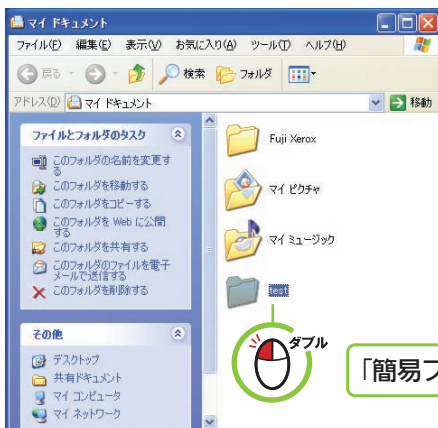 マイ ドキュメント
ファイル(F) 編集(E) 表示(V) お気に入り(A) ツール(T) ヘルプ(H)
戻る 検索 フォルダ
アドレス(D) マイ ドキュメント 移動
ファイルとフォルダのタスク
このフォルダの名前を変更す
る
このフォルダを移動する
このフォルダをコピーする
このフォルダを Web に公開
する
このフォルダを共有する
このフォルダのファイルを電子
メールで送信する
このフォルダを削除する
その他
デスクトップ
共有ドキュメント
マイ コンピュータ
マイ ネットワーク
Fuji Xerox
マイ ピクチャ
マイ ミュージック
test
ダブル
「簡易フ